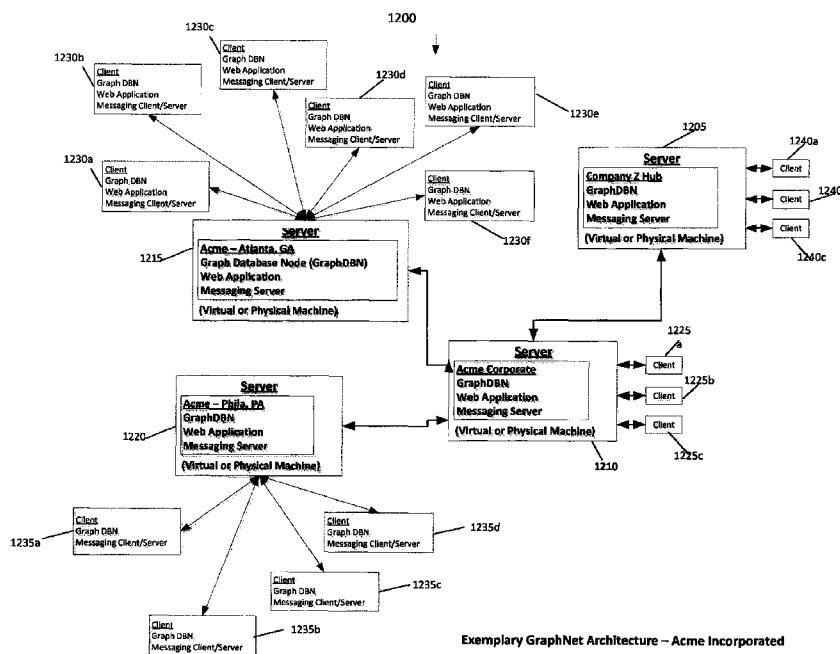 1200
1230c
Client
Graph DBN
Web Application
Messaging Client/Server
1230b
Client
Graph DBN
Web Application
Messaging Client/Server
1230d
Client
Graph DBN
Web Application
Messaging Client/Server
Client
Graph DBN
Web Application
Messaging Client/Server
1230e
1230a
Client
Graph DBN
Web Application
Messaging Client/Server
Client
Graph DBN
Web Application
Messaging Client/Server
1230f
1205
Server
Company Z Hub
GraphDBN
Web Application
Messaging Server
(Virtual or Physical Machine)
1240a
Client
1240
Client
Client
1240c
1215
Server
Acme – Atlanta, GA
Graph Database Node (GraphDBN)
Web Application
Messaging Server
(Virtual or Physical Machine)
Server
Acme Corporate
GraphDBN
Web Application
Messaging Server
(Virtual or Physical Machine)
1210
1225
a
Client
Client
1225b
Client
1225c
1220
Server
Acme – Phila, PA
GraphDBN
Web Application
Messaging Server
(Virtual or Physical Machine)
1235a
Client
Graph DBN
Messaging Client/Server
Client
Graph DBN
Messaging Client/Server
1235d
Client
Graph DBN
Messaging Client/Server
1235c
Client
Graph DBN
Messaging Client/Server
1235b
Exemplary GraphNet Architecture – Acme Incorporated